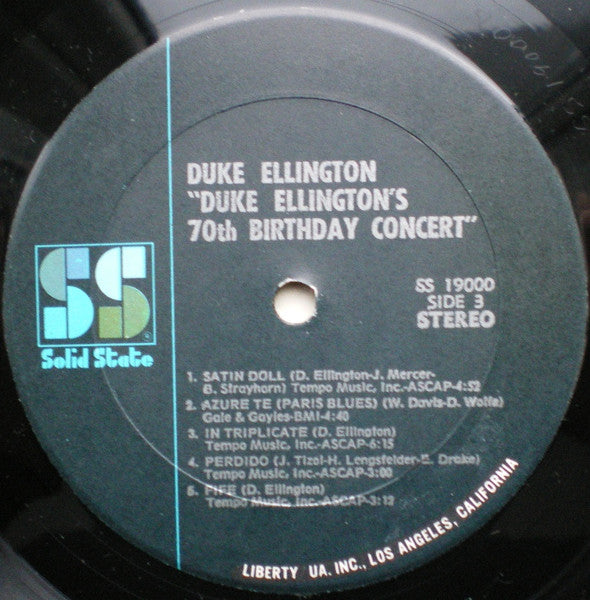 DUKE ELLINGTON
"DUKE ELLINGTON'S
70th BIRTHDAY CONCERT"
SS
Solid State
SS 19000
SIDE 3
STEREO
1. SATIN DOLL (D. Ellington-J. Mercer-
B. Strayhorn) Tempo Music, Inc.-ASCAP-4:52
2. AZURE TE (PARIS BLUES) (W. Davis-D. Wolfe)
Gale & Gayles-BMI-4:40
3. IN TRIPLICATE (D. Ellington)
Tempo Music, Inc.-ASCAP-6:15
4. PERDIDO (J. Tizol-H. Lengsfelder-E. Drake)
Tempo Music, Inc.-ASCAP-3:00
5. FIFE (D. Ellington)
Tempo Music, Inc.-ASCAP-3:12
LIBERTY UA, INC., LOS ANGELES, CALIFORNIA